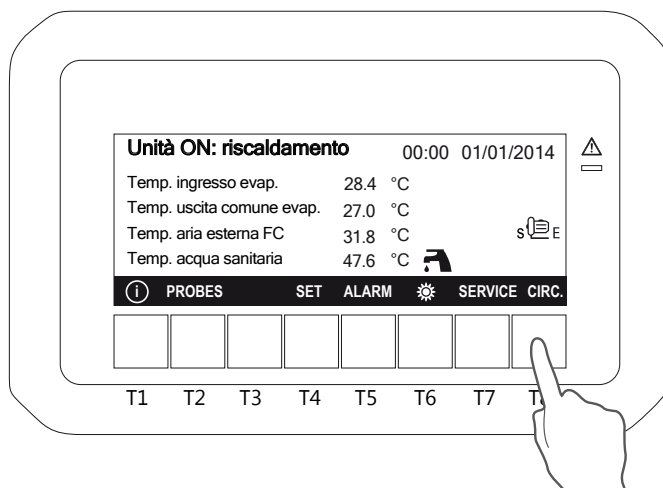 Unità ON: riscaldamento 00:00 01/01/2014
Temp. ingresso evap. 28.4 °C
Temp. uscita comune evap. 27.0 °C
Temp. aria esterna FC 31.8 °C
S E
Temp. acqua sanitaria 47.6 °C
i PROBES SET ALARM SERVICE CIRC.
T1 T2 T3 T4 T5 T6 T7